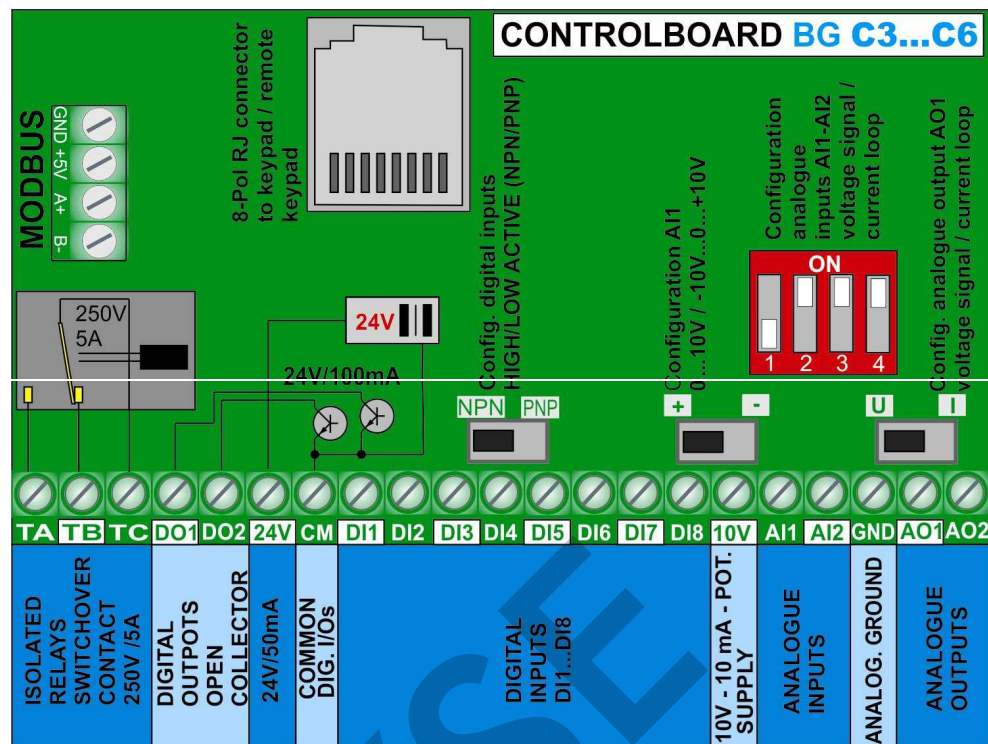 CONTROLBOARD BG C3...C6
MODBUS
GND +5V A+ B-
8-Pol RJ connector
to keypad / remote
keypad
Config. digital inputs
HIGH/LOW ACTIVE (NPN/PNP)
Configuration AI1
0...10V / -10V...0...+10V
Configuration
analogue
inputs AI1-AI2
voltage signal /
current loop
Config. analogue output AO1
voltage signal / current loop
ON
1 2 3 4
250V
5A
24V
24V/100mA
NPN PNP
+ -
U I
TA TB TC DO1 DO2 24V CM DI1 DI2 DI3 DI4 DI5 DI6 DI7 DI8 10V AI1 AI2 GND AO1 AO2
ISOLATED
RELAYS
SWITCHOVER
CONTACT
250V /5A
DIGITAL
OUTPOTS
OPEN
COLLECTOR
24V/50mA
COMMON
DIG. I/Os
DIGITAL
INPUTS
DI1...DI8
10V - 10 mA - POT.
SUPPLY
ANALOGUE
INPUTS
ANALOG. GROUND
ANALOGUE
OUTPUTS